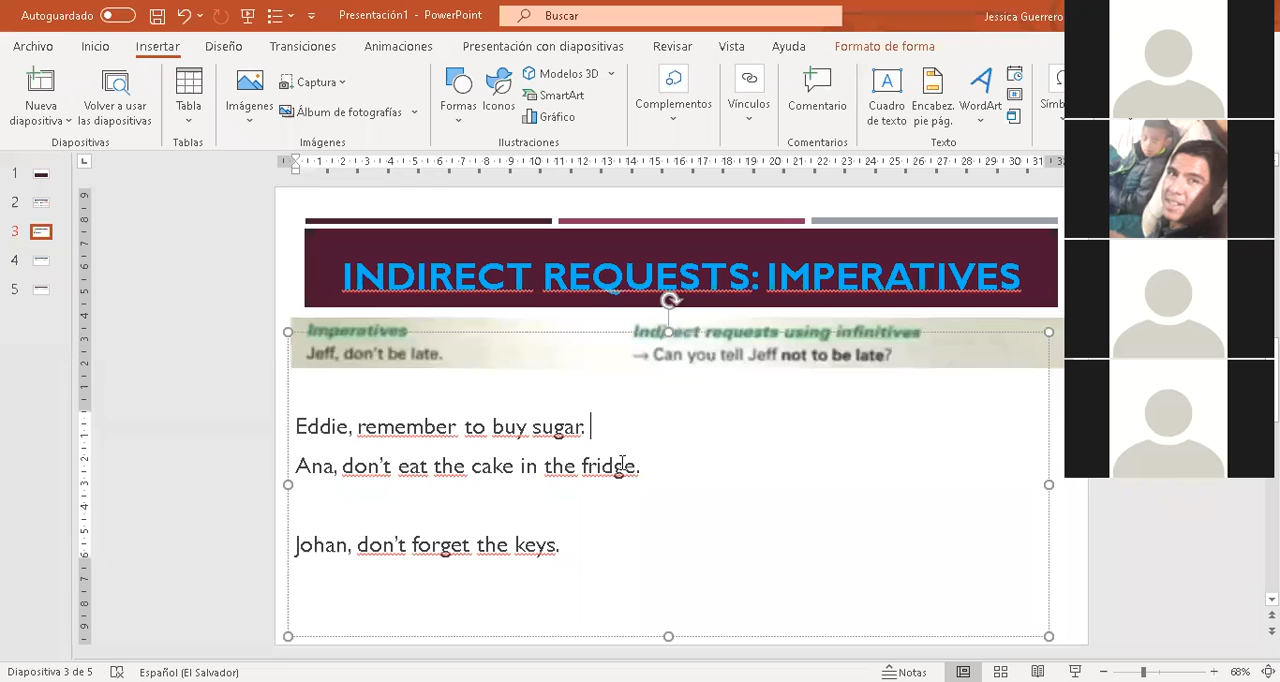 Autoguardado
Presentación1 - PowerPoint
Buscar
Jessica Guerrero
Archivo Inicio Insertar Diseño Transiciones Animaciones Presentación con diapositivas Revisar Vista Ayuda Formato de forma
Nueva diapositiva
Volver a usar las diapositivas
Tabla
Imágenes
Captura
Álbum de fotografías
Formas
Iconos
Modelos 3D
SmartArt
Gráfico
Complementos
Vínculos
Comentario
Cuadro de texto
Encabez. pie pág.
WordArt
Diapositivas
Tablas
Imágenes
Ilustraciones
Comentarios
Texto
1
2
3
4
5
INDIRECT REQUESTS: IMPERATIVES
Imperatives Indirect requests using infinitives
Jeff, don't be late. → Can you tell Jeff not to be late?
Eddie, remember to buy sugar.
Ana, don't eat the cake in the fridge.
Johan, don't forget the keys.
Diapositiva 3 de 5
Español (El Salvador)
Notas
68%